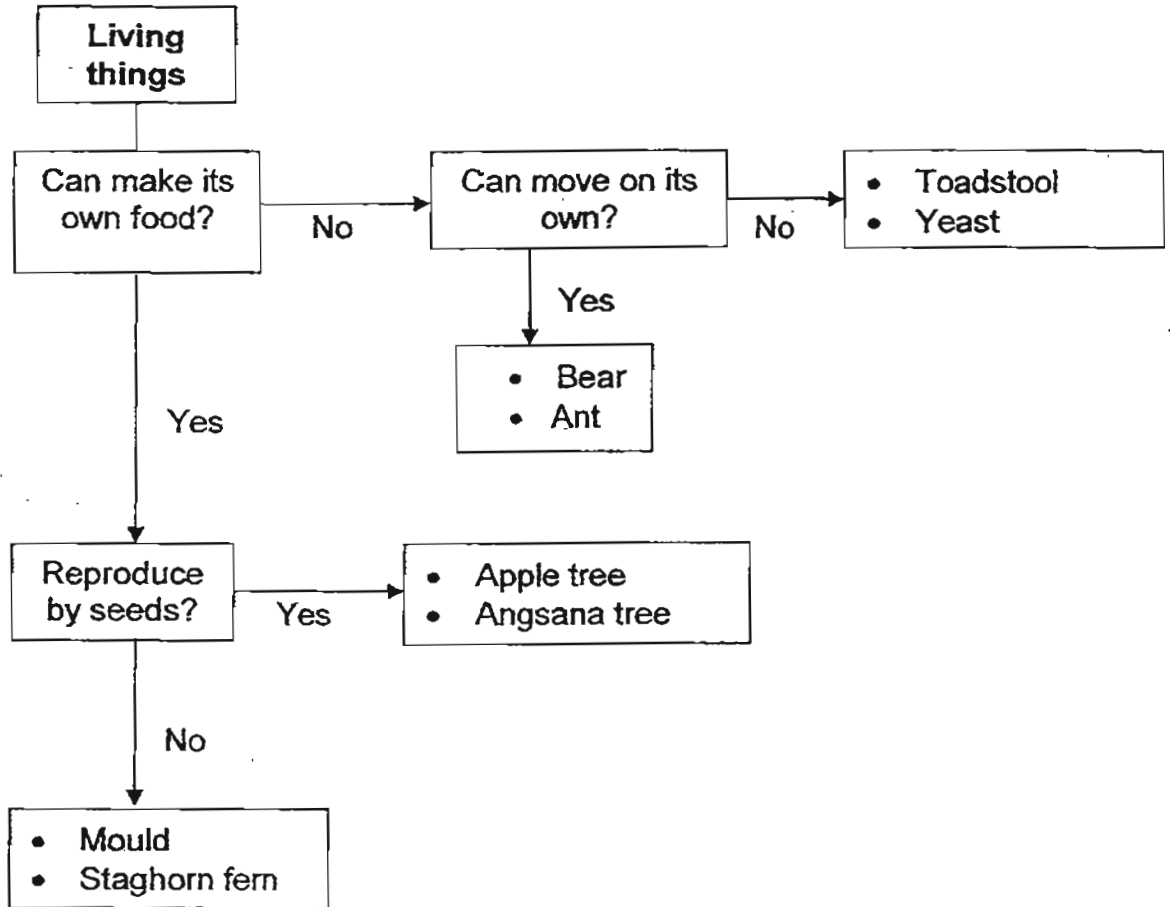 Living
things
Can make its
own food?
No
Can move on its
own?
No
• Toadstool
• Yeast
Yes
• Bear
• Ant
Yes
Reproduce
by seeds?
Yes
• Apple tree
• Angsana tree
No
• Mould
• Staghorn fern